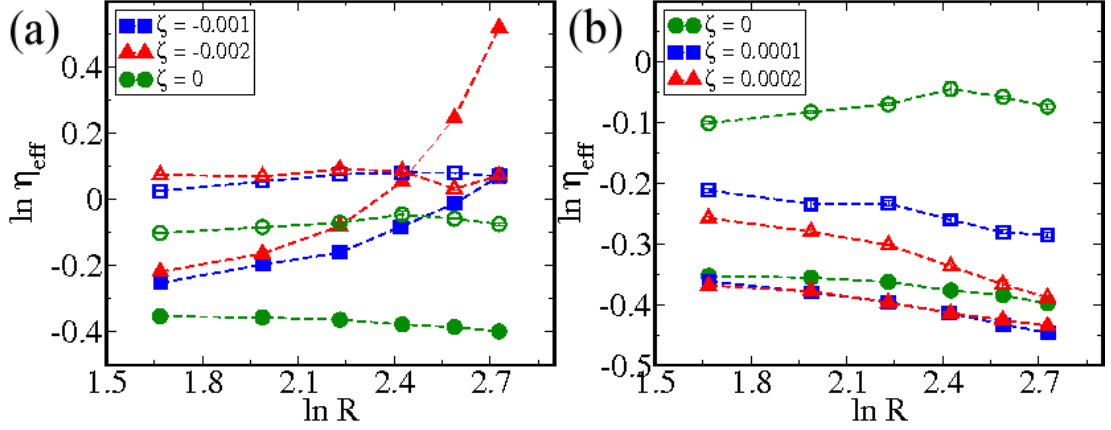 (a)
ζ = -0.001
ζ = -0.002
ζ = 0
0.4
0.2
0
-0.2
-0.4
ln ηeff
1.5 1.8 2.1 2.4 2.7
ln R
(b)
ζ = 0
ζ = 0.0001
ζ = 0.0002
0
-0.1
-0.2
-0.3
-0.4
-0.5
ln ηeff
1.5 1.8 2.1 2.4 2.7
ln R